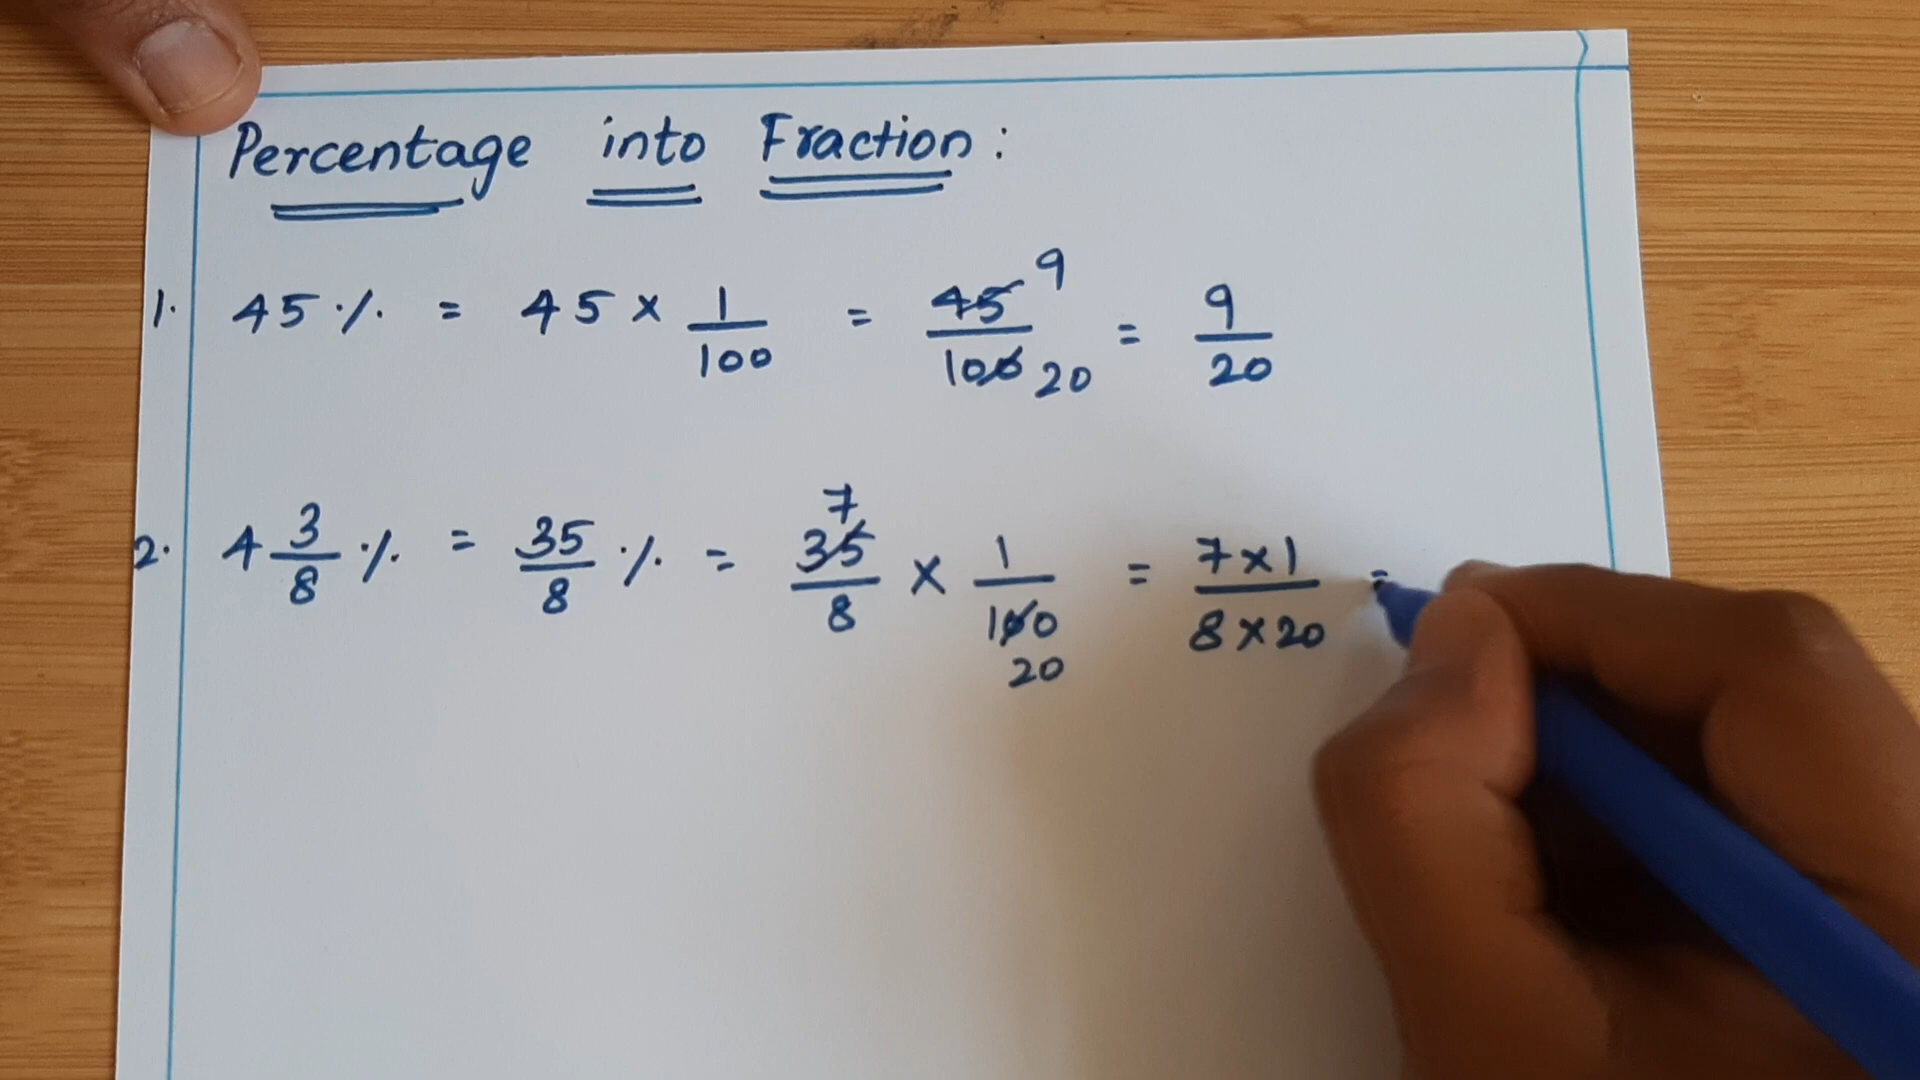 Percentage into Fraction:
1. 45% = 45 × 1/100 = 45/100 9 20 = 9/20
2. 4 3/8 % = 35/8 % = 35/8 7 × 1/100 20 = 7×1/8×20 =